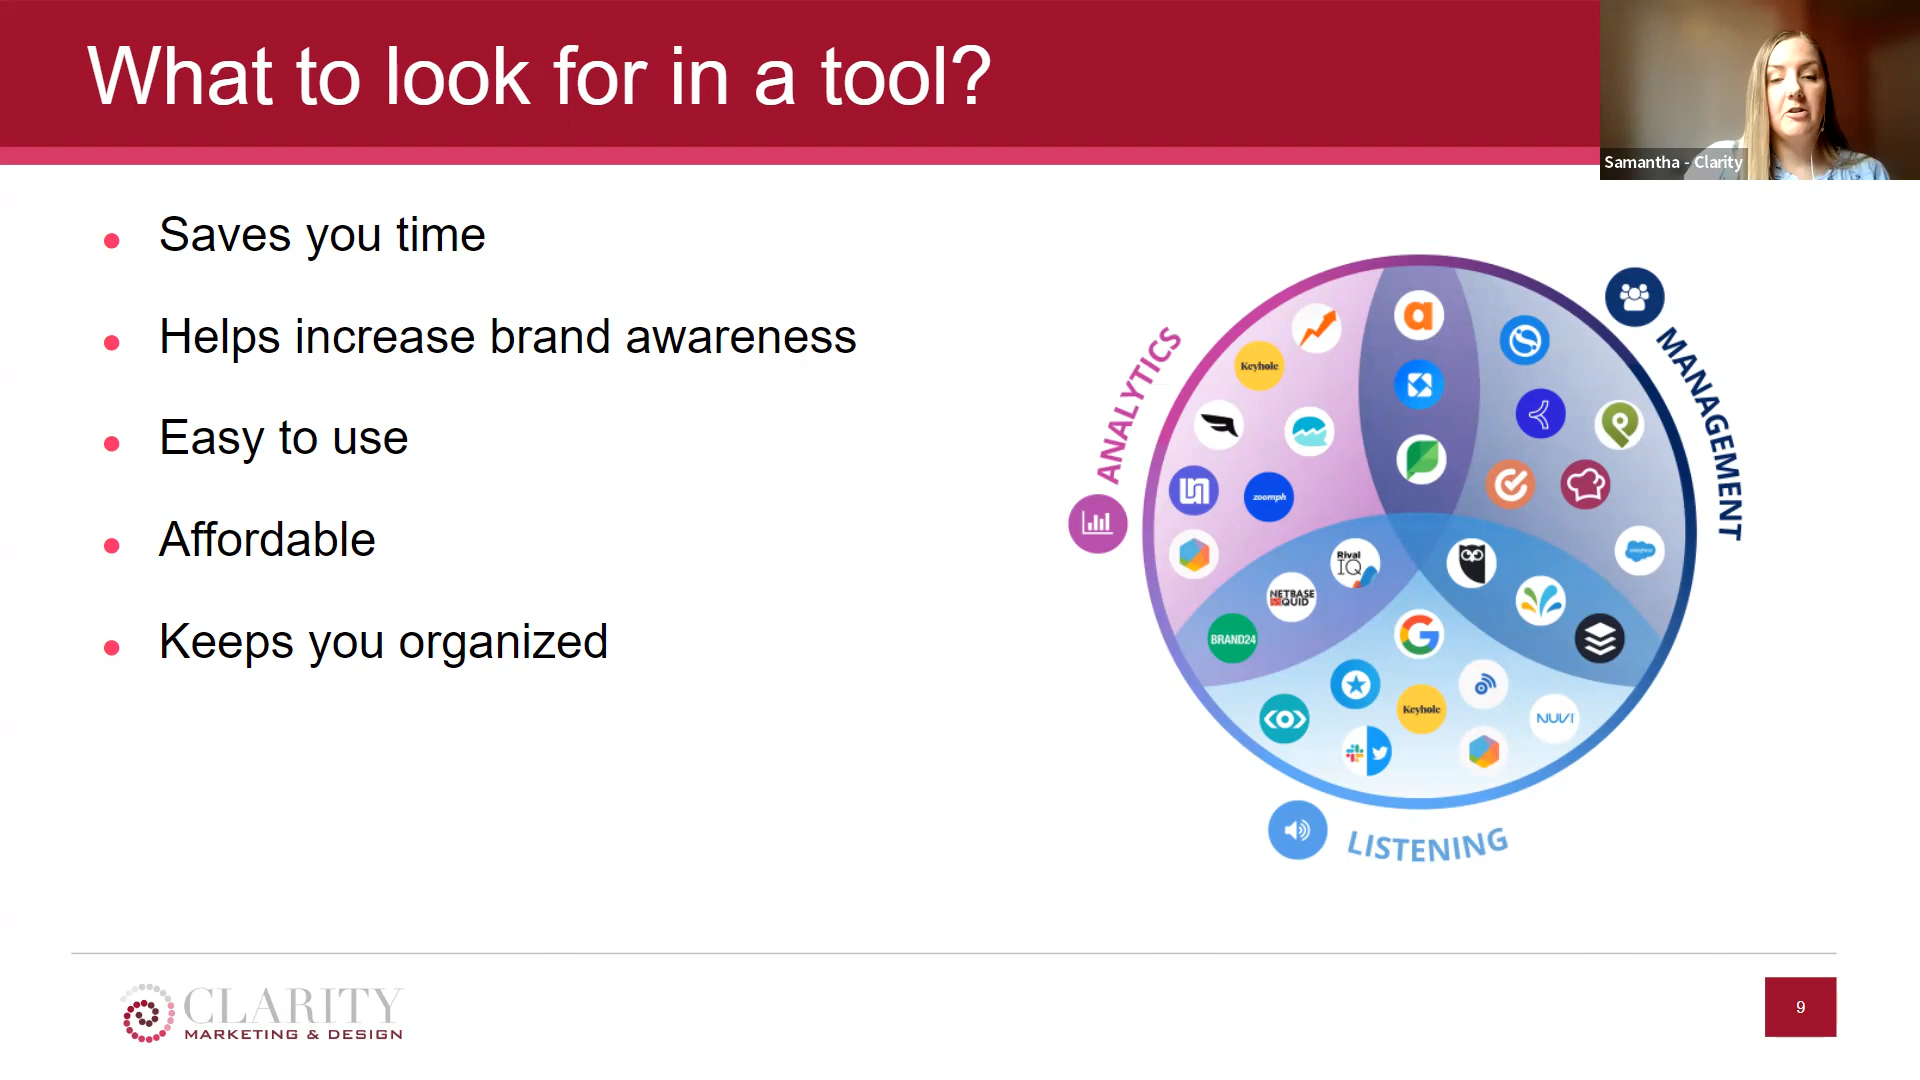 What to look for in a tool?
Samantha - Clarity
Saves you time
Helps increase brand awareness
Easy to use
Affordable
Keeps you organized
ANALYTICS
MANAGEMENT
LISTENING
Keyhole
zoomph
Rival
IQ
NETBASE
QUID
BRAND24
Keyhole
NUVI
CLARITY
MARKETING & DESIGN
9